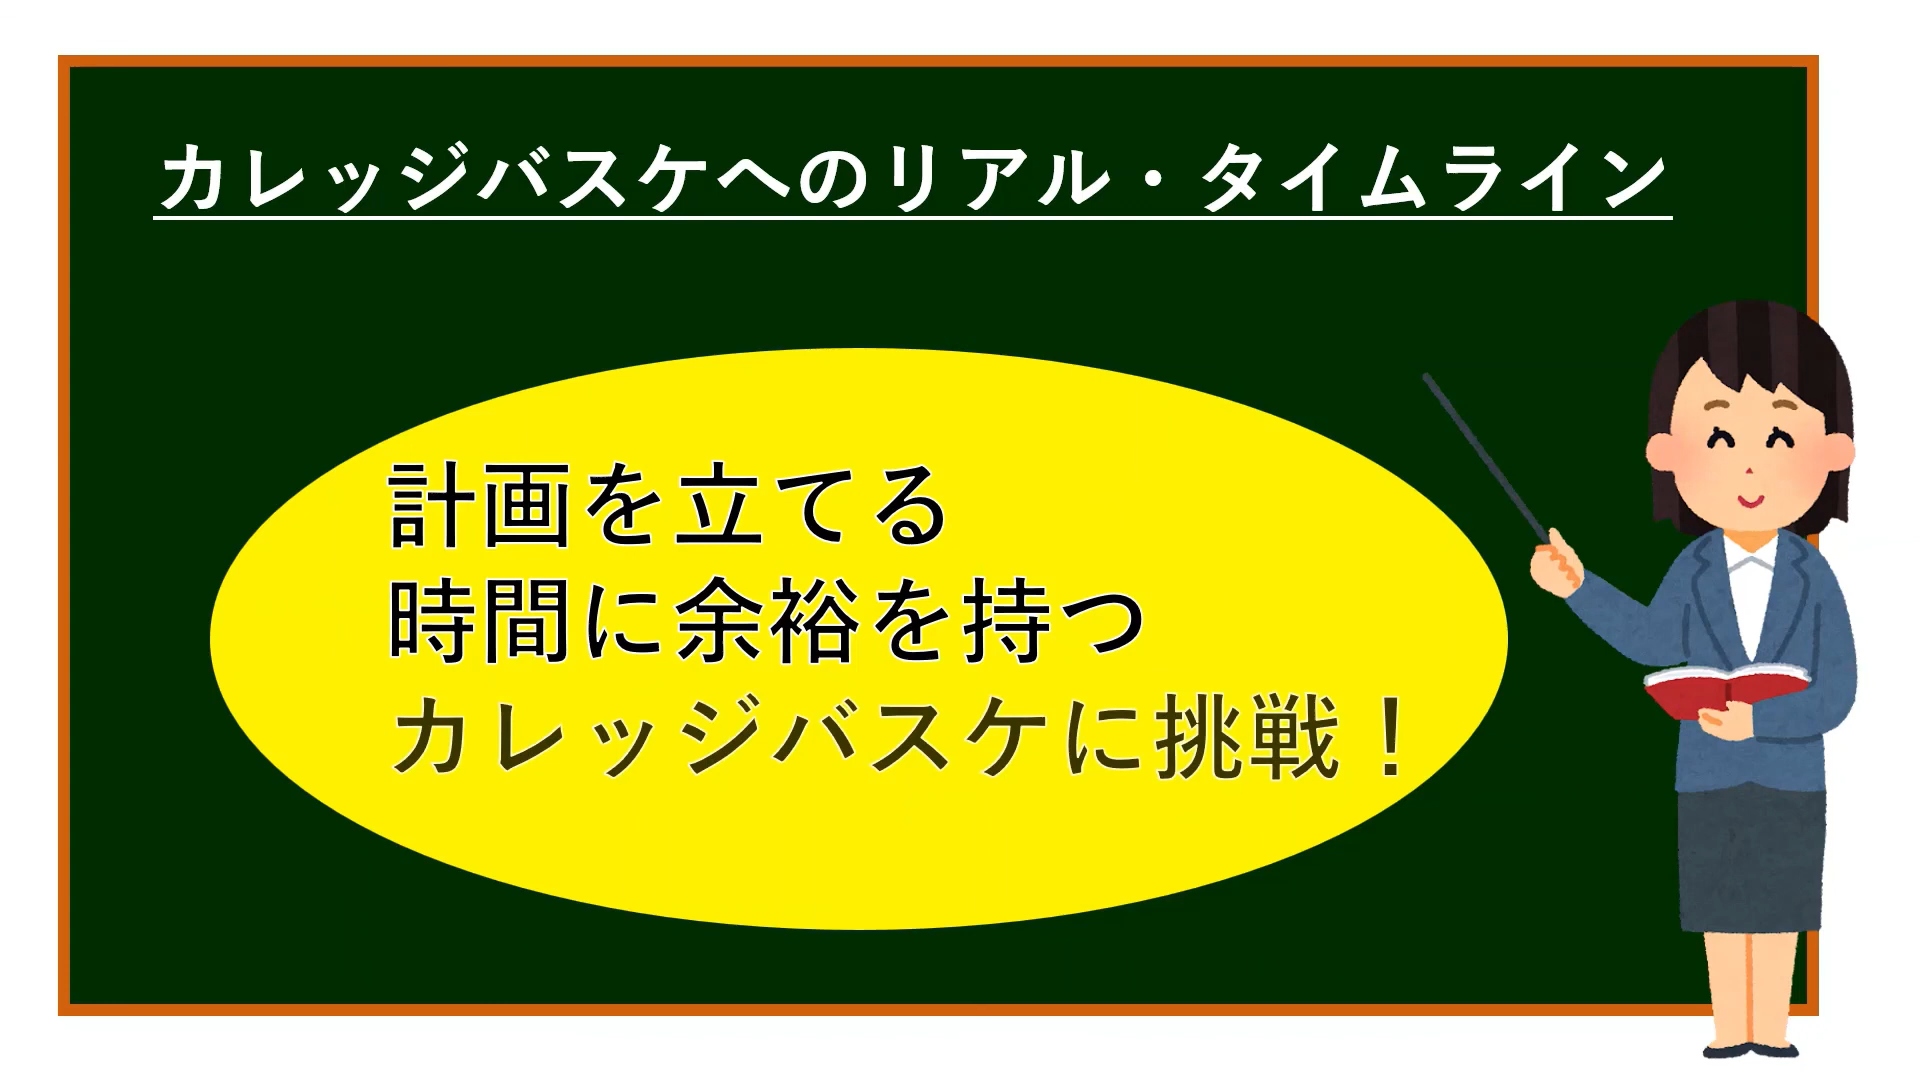 カレッジバスケへのリアル・タイムライン
計画を立てる
時間に余裕を持つ
カレッジバスケに挑戦！